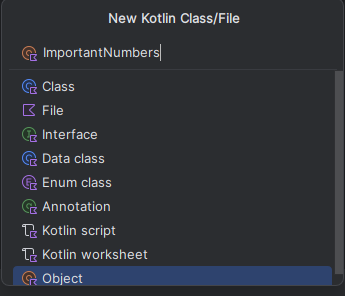 New Kotlin Class/File
ImportantNumbers
Class
File
Interface
Data class
Enum class
Annotation
Kotlin script
Kotlin worksheet
Object